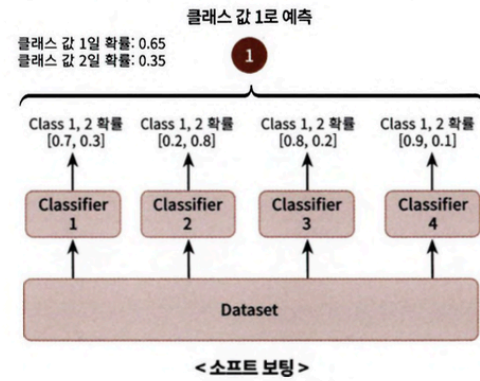 클래스 값 1로 예측
클래스 값 1일 확률: 0.65
클래스 값 2일 확률: 0.35
1
Class 1, 2 확률 Class 1, 2 확률 Class 1, 2 확률 Class 1, 2 확률
[0.7, 0.3] [0.2, 0.8] [0.8, 0.2] [0.9, 0.1]
Classifier Classifier Classifier Classifier
1 2 3 4
Dataset
< 소프트 보팅 >